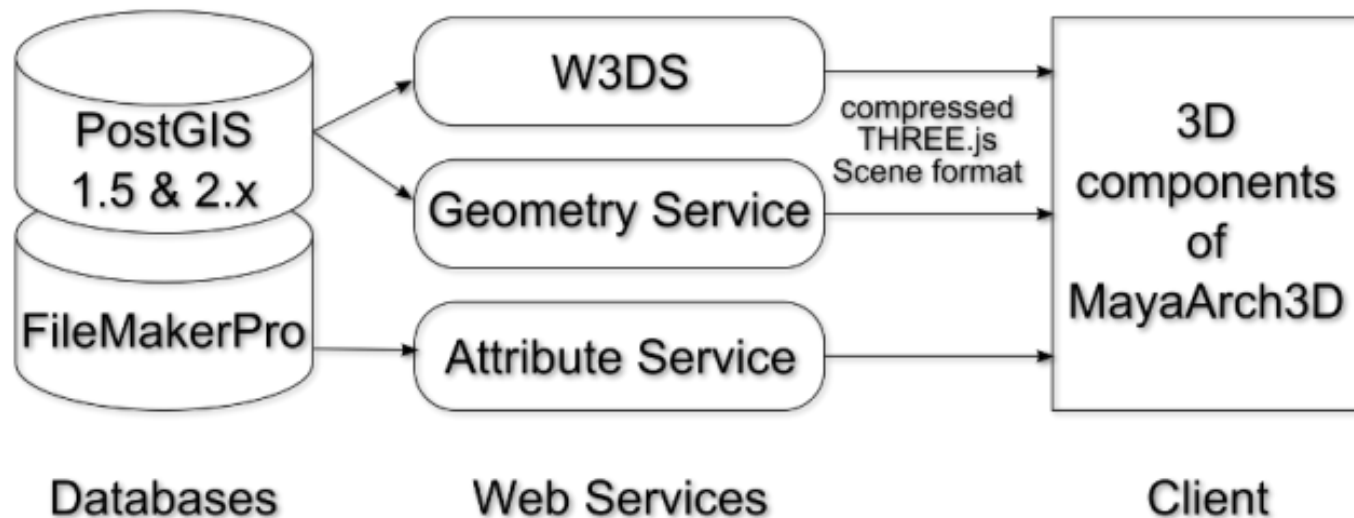 PostGIS
1.5 & 2.x
FileMakerPro
W3DS
Geometry Service
Attribute Service
compressed
THREE.js
Scene format
3D
components
of
MayaArch3D
Databases
Web Services
Client